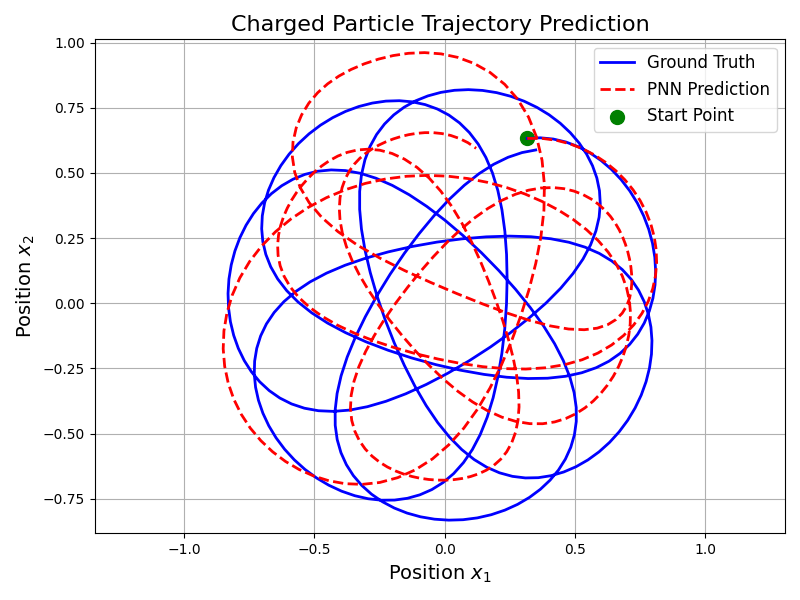 Charged Particle Trajectory Prediction
Ground Truth
PNN Prediction
Start Point
1.00
0.75
0.50
0.25
0.00
−0.25
−0.50
−0.75
Position x₂
−1.0
−0.5
0.0
0.5
1.0
Position x₁